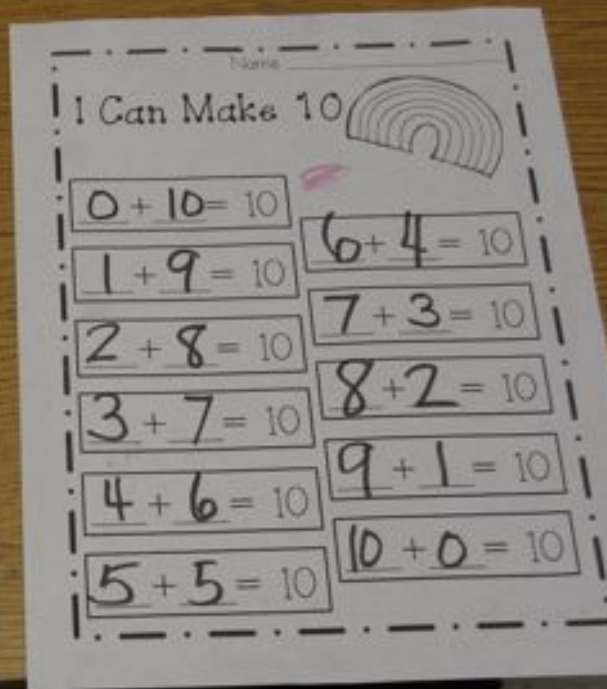 Name
I Can Make 10
0 + 10 = 10
1 + 9 = 10
2 + 8 = 10
3 + 7 = 10
4 + 6 = 10
5 + 5 = 10
6 + 4 = 10
7 + 3 = 10
8 + 2 = 10
9 + 1 = 10
10 + 0 = 10